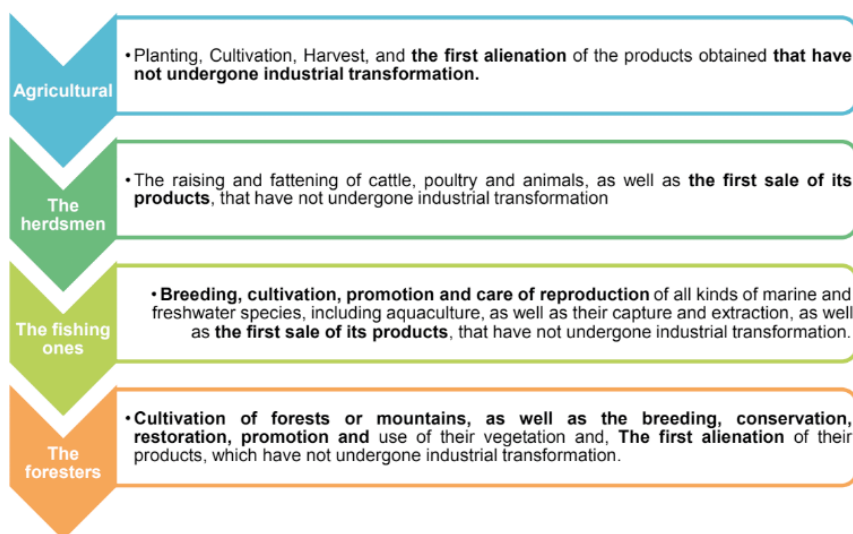 Agricultural
•Planting, Cultivation, Harvest, and the first alienation of the products obtained that have
not undergone industrial transformation.
The
herdsmen
•The raising and fattening of cattle, poultry and animals, as well as the first sale of its
products, that have not undergone industrial transformation
The fishing
ones
•Breeding, cultivation, promotion and care of reproduction of all kinds of marine and
freshwater species, including aquaculture, as well as their capture and extraction, as well
as the first sale of its products, that have not undergone industrial transformation.
The
foresters
•Cultivation of forests or mountains, as well as the breeding, conservation,
restoration, promotion and use of their vegetation and, The first alienation of their
products, which have not undergone industrial transformation.